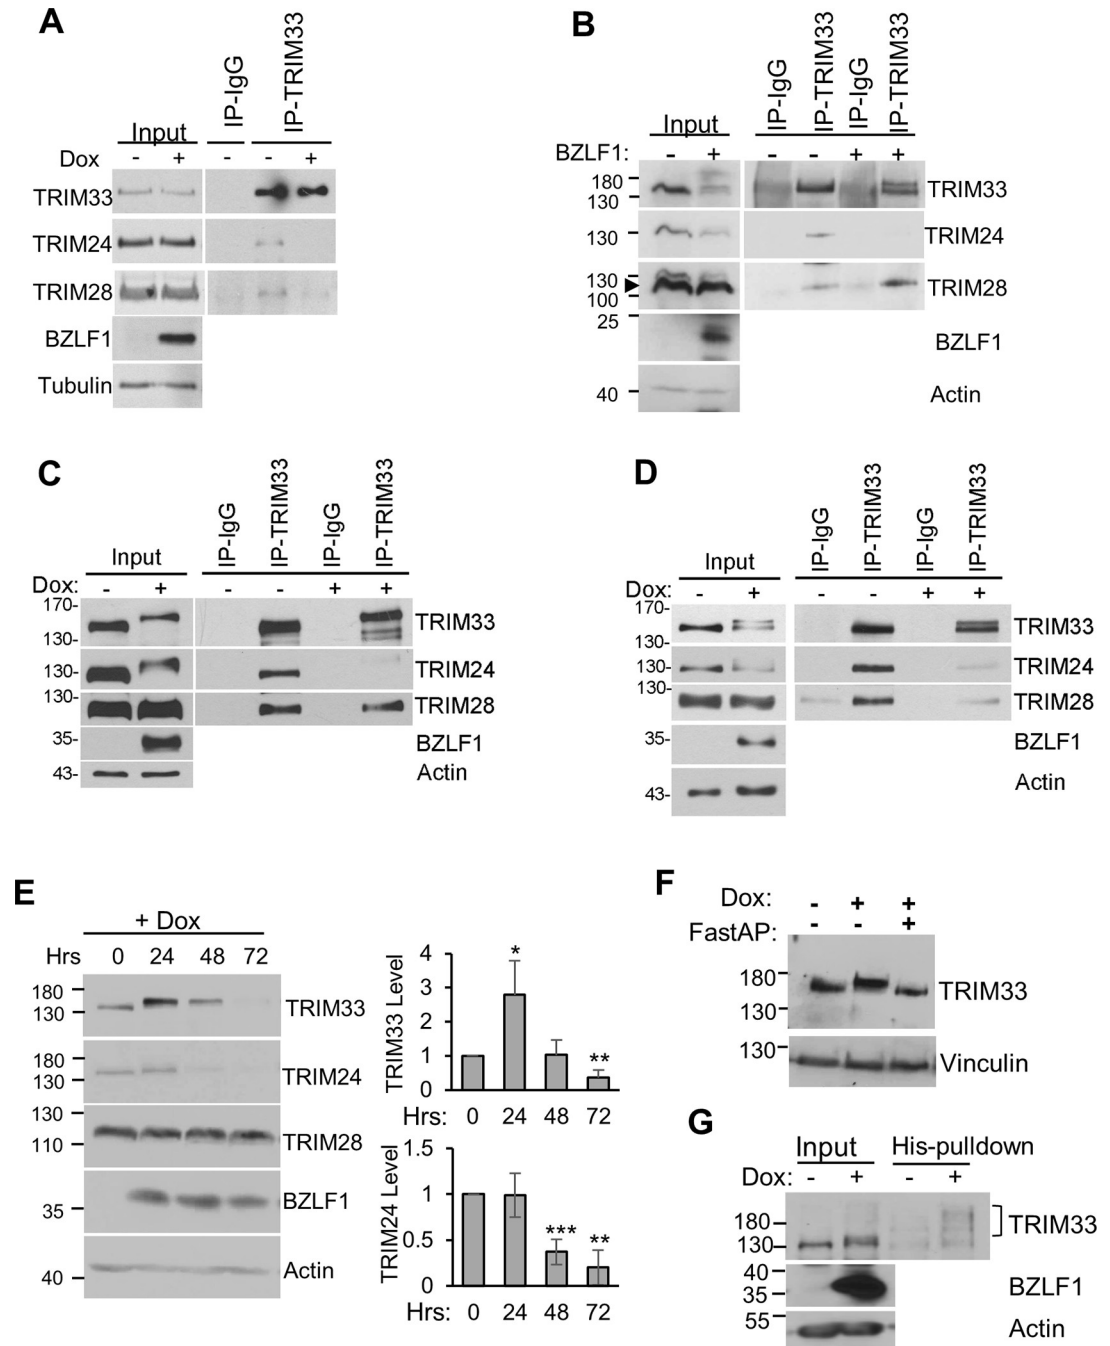 A
IP-IgG
IP-TRIM33
Input
Dox - + - - +
TRIM33
TRIM24
TRIM28
BZLF1
Tubulin
B
IP-IgG
IP-TRIM33
IP-IgG
IP-TRIM33
Input
BZLF1: - + - - + +
180
130
TRIM33
130
TRIM24
130
100
TRIM28
25
BZLF1
40
Actin
C
IP-IgG
IP-TRIM33
IP-IgG
IP-TRIM33
Input
Dox: - + - - + +
170-
130-
TRIM33
130-
TRIM24
130-
TRIM28
35-
BZLF1
43-
Actin
D
IP-IgG
IP-TRIM33
IP-IgG
IP-TRIM33
Input
Dox: - + - - + +
170-
130-
TRIM33
130-
TRIM24
130-
TRIM28
35-
BZLF1
43-
Actin
E
+ Dox
Hrs 0 24 48 72
180
130
TRIM33
180
130
TRIM24
130
110
TRIM28
35
BZLF1
40
Actin
TRIM33 Level
4
3
2
1
0
*
**
Hrs: 0 24 48 72
TRIM24 Level
1.5
1
0.5
0
***
**
Hrs: 0 24 48 72
F
Dox: - + +
FastAP: - - +
180
130
TRIM33
130
Vinculin
G
Input
His-pulldown
Dox: - + - +
180
130
TRIM33
40
35
BZLF1
55
Actin